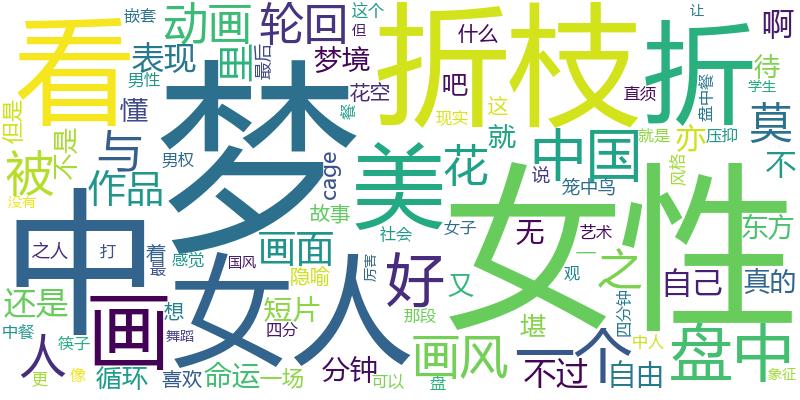 嵌套 这个 啊
看 动画 轮回 但 什么 让
表现 里 最后 梦境 折枝 折
男性 花空 吧 直须 盘中餐 待
但是 懂 梦 餐 现实 这 学生
被 不是 与 男权 cage 美 花 就 中国 就是 亦 压抑 莫 不
作品 故事 说 笼中鸟 风格
没有 中 社会 女性 东方
之人 打 着 画面 女子 无 艺术
最 感觉 国风 女人 厉害 好 一 之 自己 真的
还是 画 想 隐喻 又 观
中餐 短片 那段 堪 四分钟
人 筷子 舞蹈 四分 画风 一个 中人 盘中
更 像 循环 喜欢 命运 一场 分钟 可以 盘 不过 自由 象征